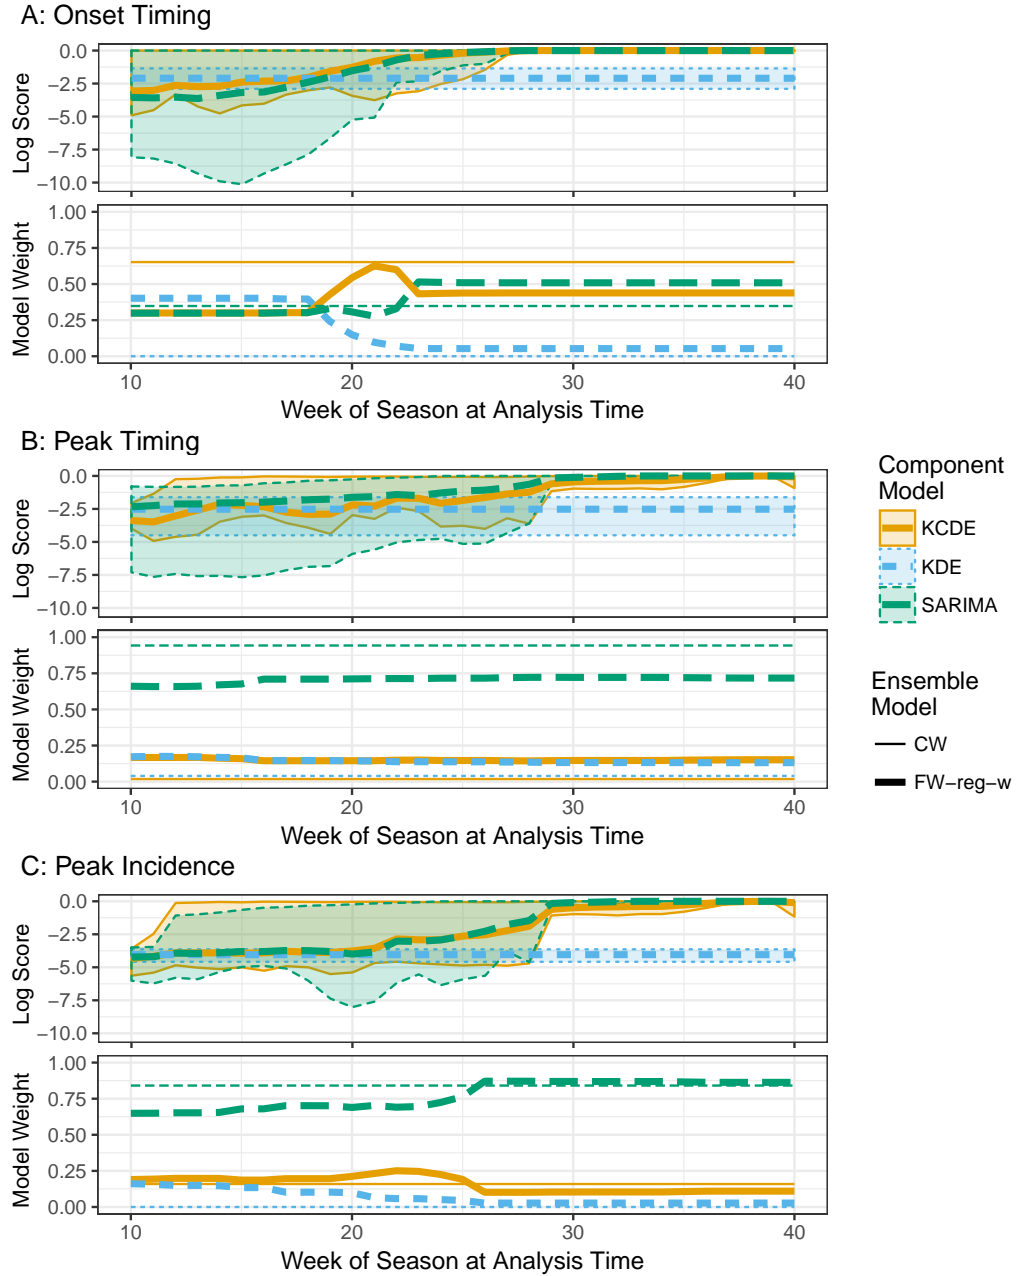 A: Onset Timing
0.0
−2.5
−5.0
−7.5
−10.0
Log Score
1.00
0.75
0.50
0.25
0.00
Model Weight
10 20 30 40
Week of Season at Analysis Time
B: Peak Timing
0.0
−2.5
−5.0
−7.5
−10.0
Log Score
1.00
0.75
0.50
0.25
0.00
Model Weight
10 20 30 40
Week of Season at Analysis Time
C: Peak Incidence
0.0
−2.5
−5.0
−7.5
−10.0
Log Score
1.00
0.75
0.50
0.25
0.00
Model Weight
10 20 30 40
Week of Season at Analysis Time
Component
Model
KCDE
KDE
SARIMA
Ensemble
Model
CW
FW−reg−w